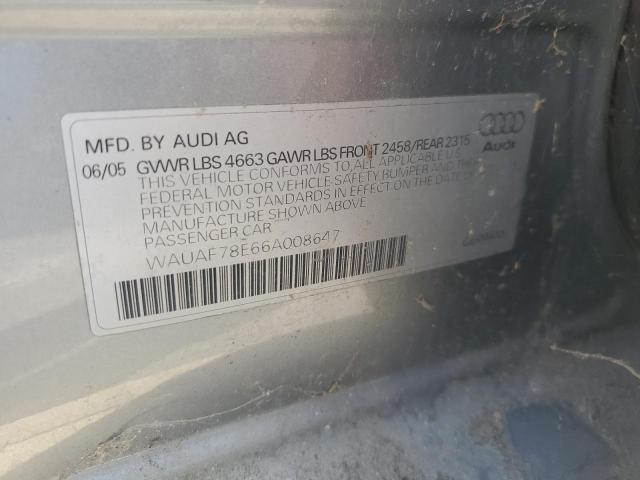 MFD. BY AUDI AG
06/05 GVWR LBS 4663 GAWR LBS FRONT 2458/REAR 2315
THIS VEHICLE CONFORMS TO ALL APPLICABLE U.S.
FEDERAL MOTOR VEHICLE SAFETY, BUMPER AND THEFT
PREVENTION STANDARDS IN EFFECT ON THE DATE OF
MANUFACTURE SHOWN ABOVE
PASSENGER CAR
WAUAF78E66A008647
Audi